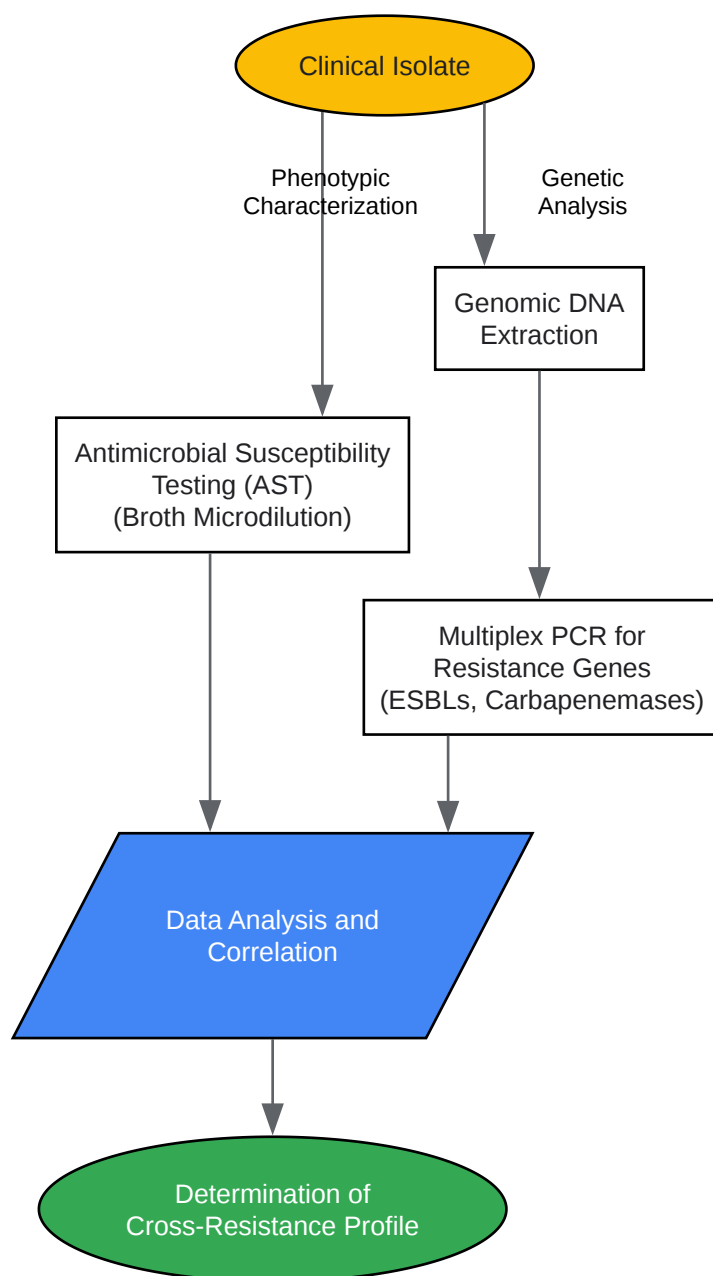 Clinical Isolate
Phenotypic
Characterization
Genetic
Analysis
Genomic DNA
Extraction
Antimicrobial Susceptibility
Testing (AST)
(Broth Microdilution)
Multiplex PCR for
Resistance Genes
(ESBLs, Carbapenemases)
Data Analysis and
Correlation
Determination of
Cross-Resistance Profile